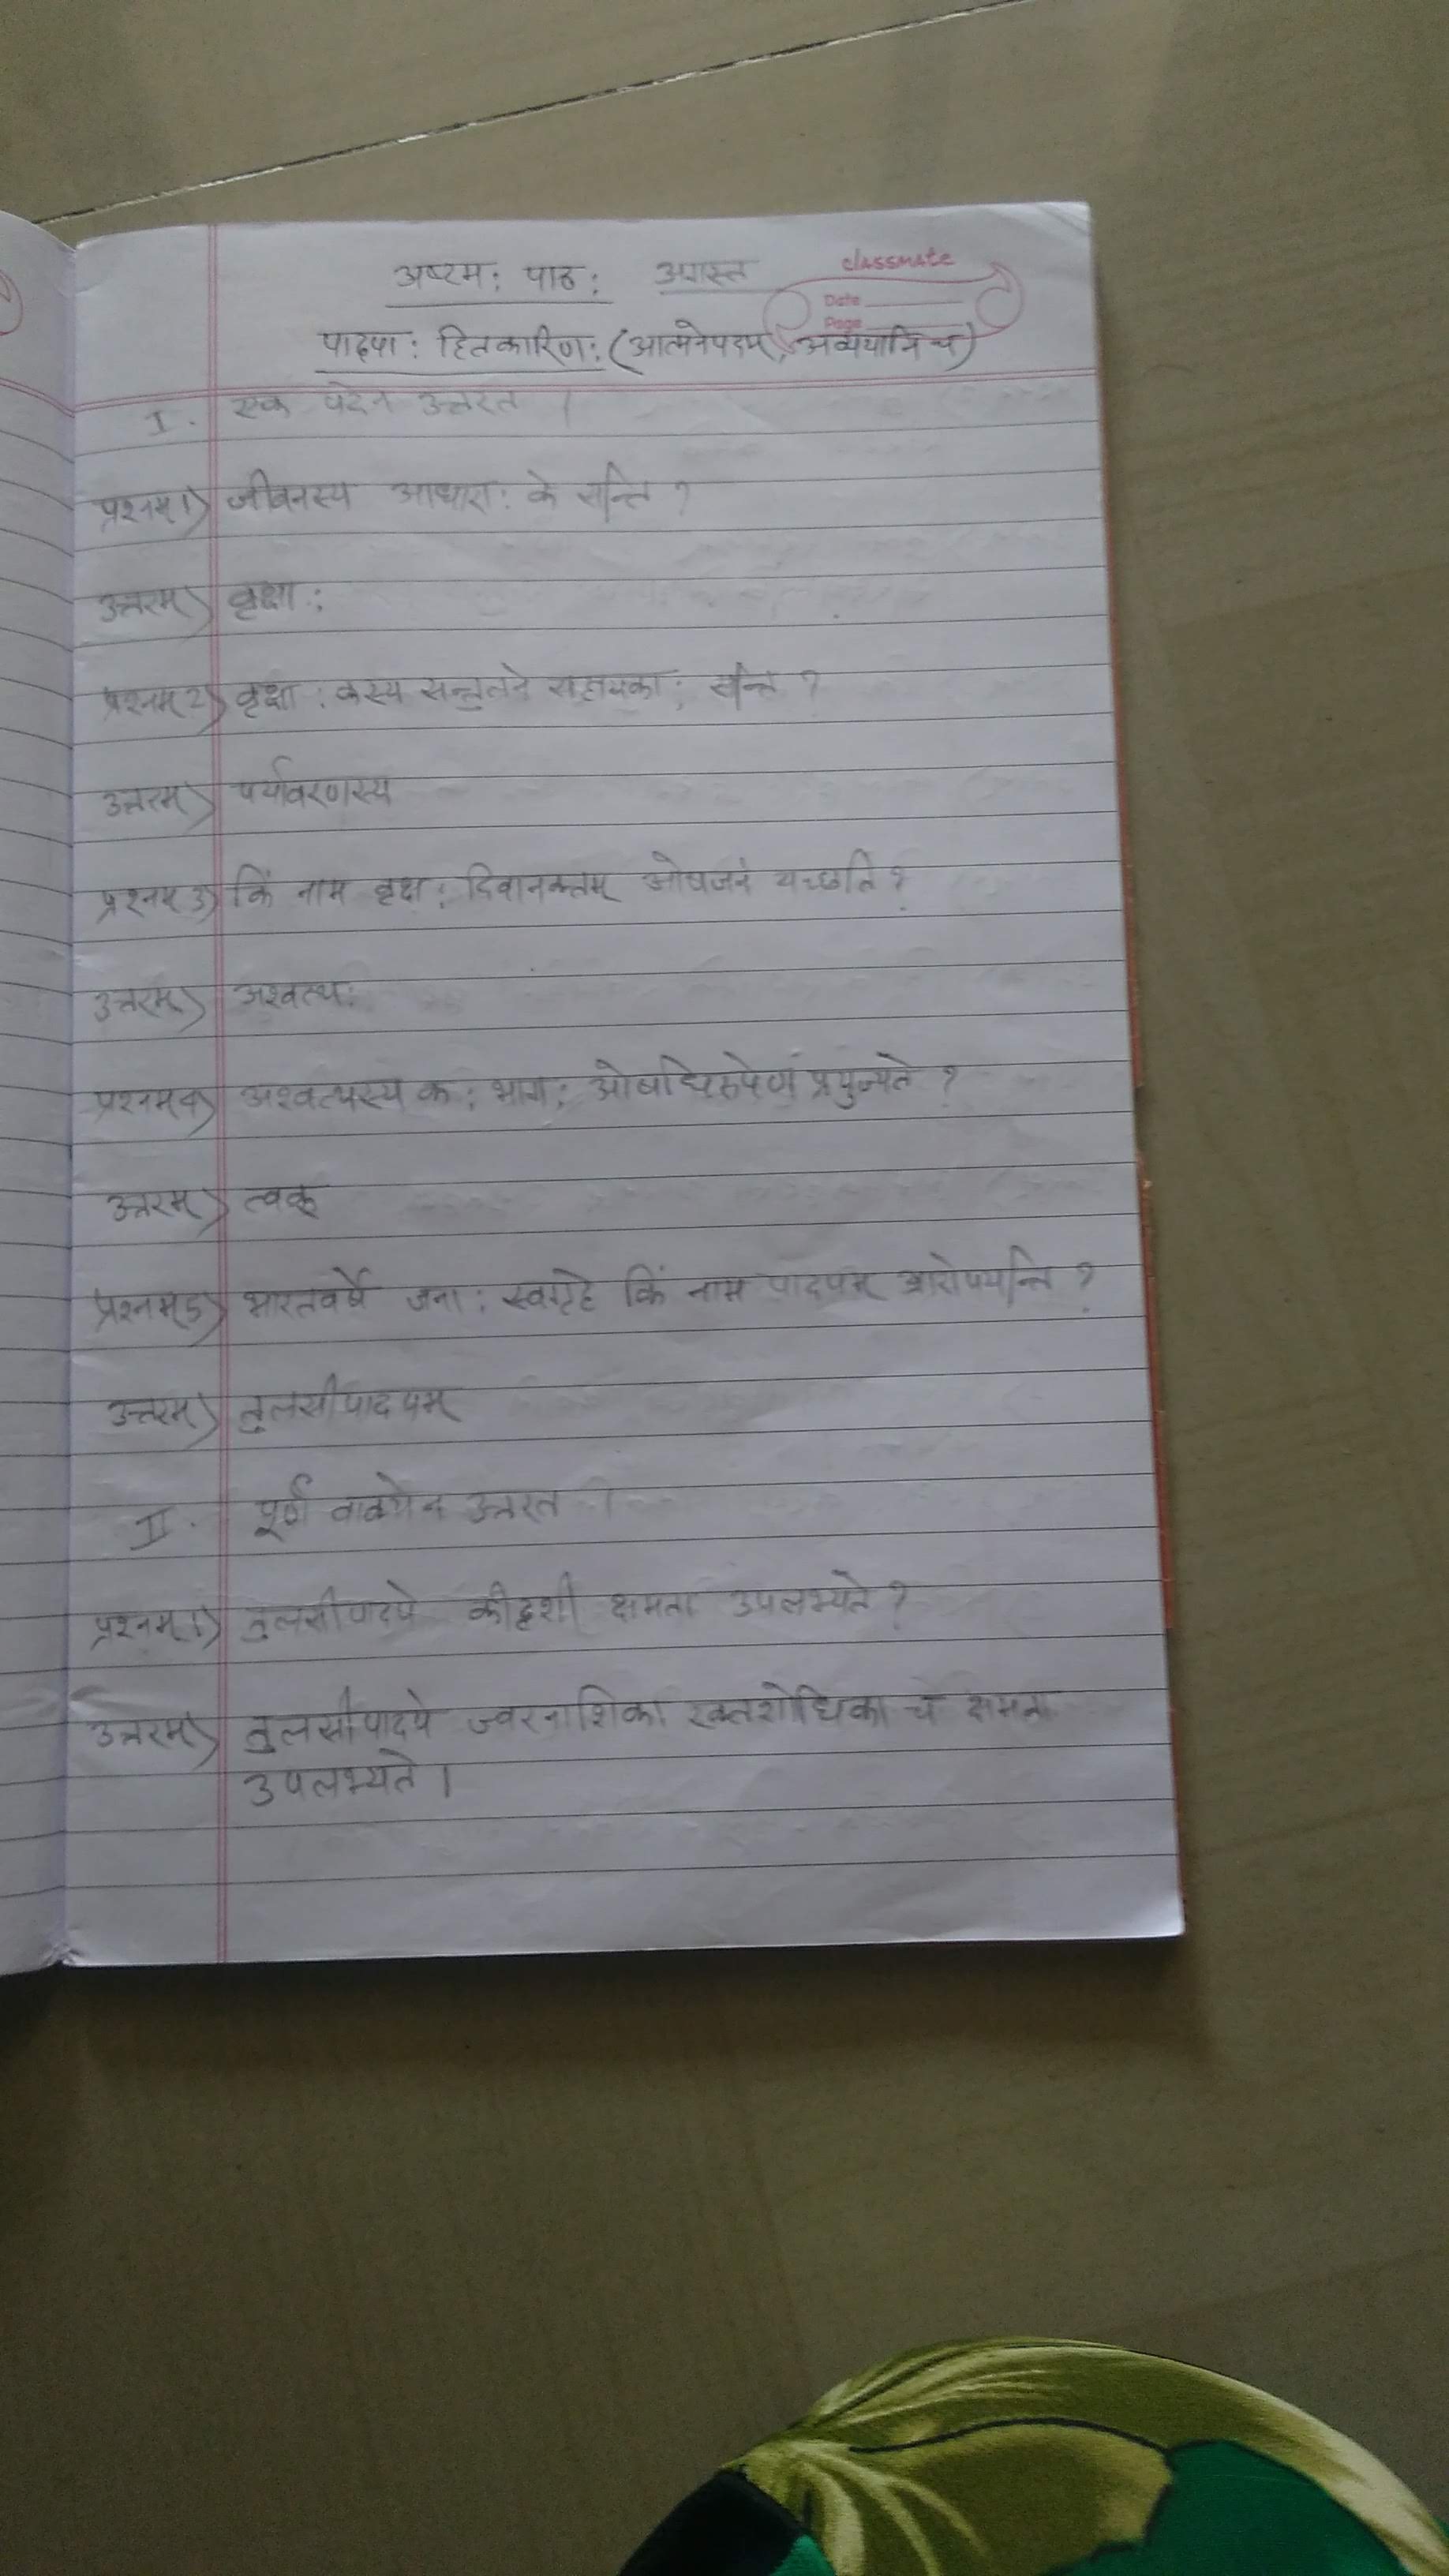 अष्टम: पाठ: अगस्त
classmate
Date
Page
पादपा: हितकारिण: (आत्मनेपदम्, अव्ययानि च)
I. एक पदेन उत्तरत ।
प्रश्नम् 1) जीवनस्य आधारा: के सन्ति ?
उत्तरम्) वृक्षा:
प्रश्नम् 2) वृक्षा: कस्य सन्तुलने सहायका: सन्ति ?
उत्तरम्) पर्यावरणस्य
प्रश्नम् 3) किं नाम वृक्ष: दिवानक्तम् ओषजनं यच्छति ?
उत्तरम्) अश्वत्थ:
प्रश्नम् 4) अश्वत्थस्य क: भाग: ओषधिरुपेण प्रयुज्यते ?
उत्तरम्) त्वक्
प्रश्नम् 5) भारतवर्षे जना: स्वगृहे किं नाम पादपम् आरोपयन्ति ?
उत्तरम्) तुलसीपादपम्
II. पूर्ण वाक्येन उत्तरत ।
प्रश्नम् 1) तुलसीपादपे कीदृशी क्षमता उपलभ्यते ?
उत्तरम्) तुलसीपादपे ज्वरनाशिका रक्तशोधिका च क्षमता
उपलभ्यते ।